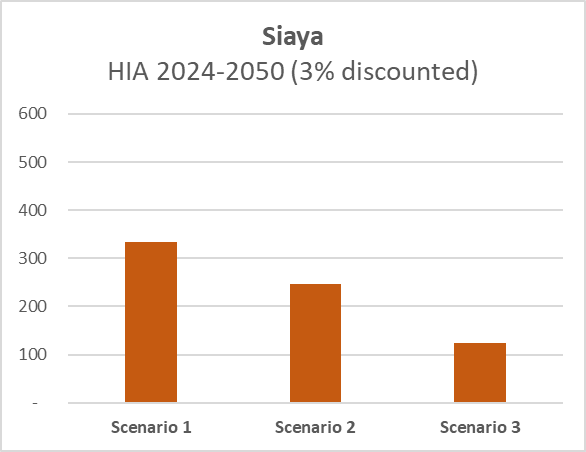 Siaya
HIA 2024-2050 (3% discounted)
600
500
400
300
200
100
-
Scenario 1
Scenario 2
Scenario 3